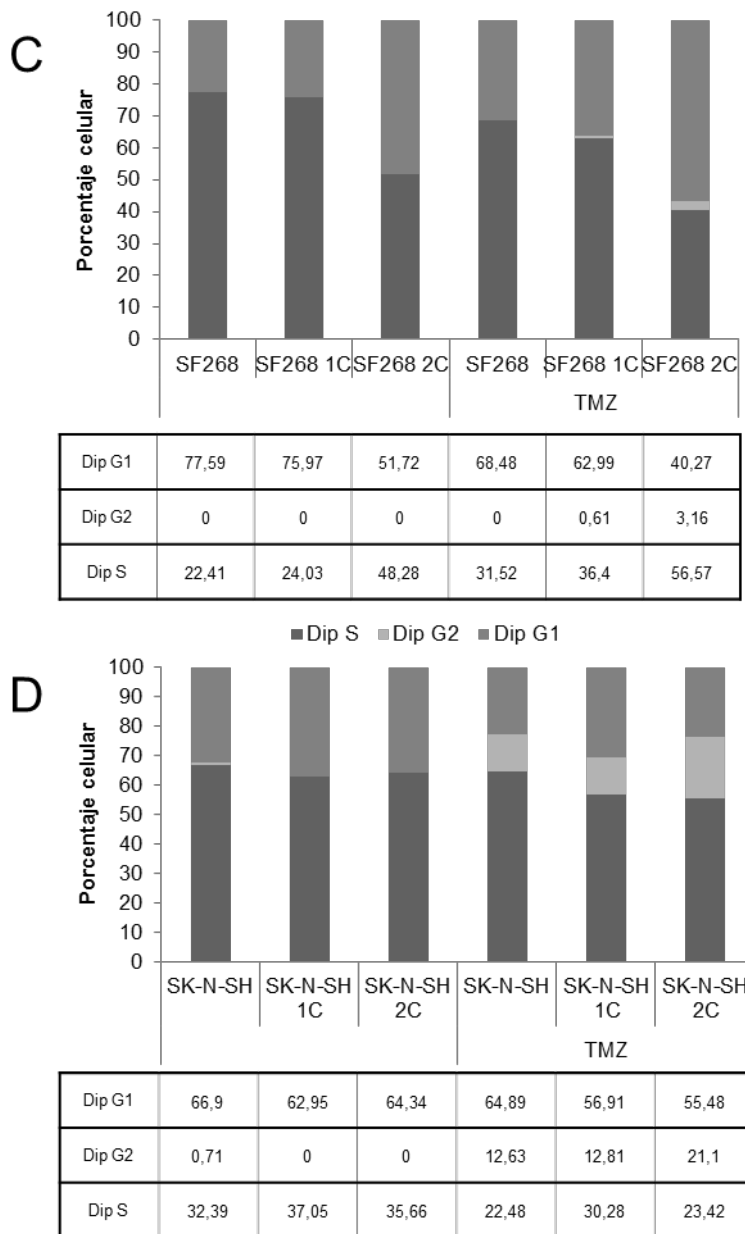 C
Porcentaje celular
100
90
80
70
60
50
40
30
20
10
0
SF268 SF268 1C SF268 2C SF268 SF268 1C SF268 2C
TMZ
Dip G1 77,59 75,97 51,72 68,48 62,99 40,27
Dip G2 0 0 0 0 0,61 3,16
Dip S 22,41 24,03 48,28 31,52 36,4 56,57
Dip S Dip G2 Dip G1
D
Porcentaje celular
100
90
80
70
60
50
40
30
20
10
0
SK-N-SH SK-N-SH SK-N-SH SK-N-SH SK-N-SH SK-N-SH
1C 2C 1C 2C
TMZ
Dip G1 66,9 62,95 64,34 64,89 56,91 55,48
Dip G2 0,71 0 0 12,63 12,81 21,1
Dip S 32,39 37,05 35,66 22,48 30,28 23,42